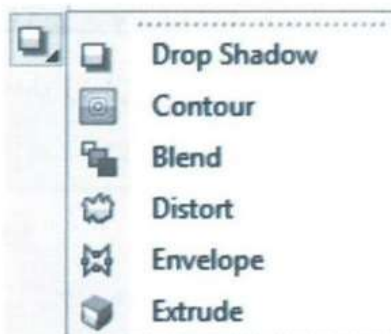 Drop Shadow
Contour
Blend
Distort
Envelope
Extrude